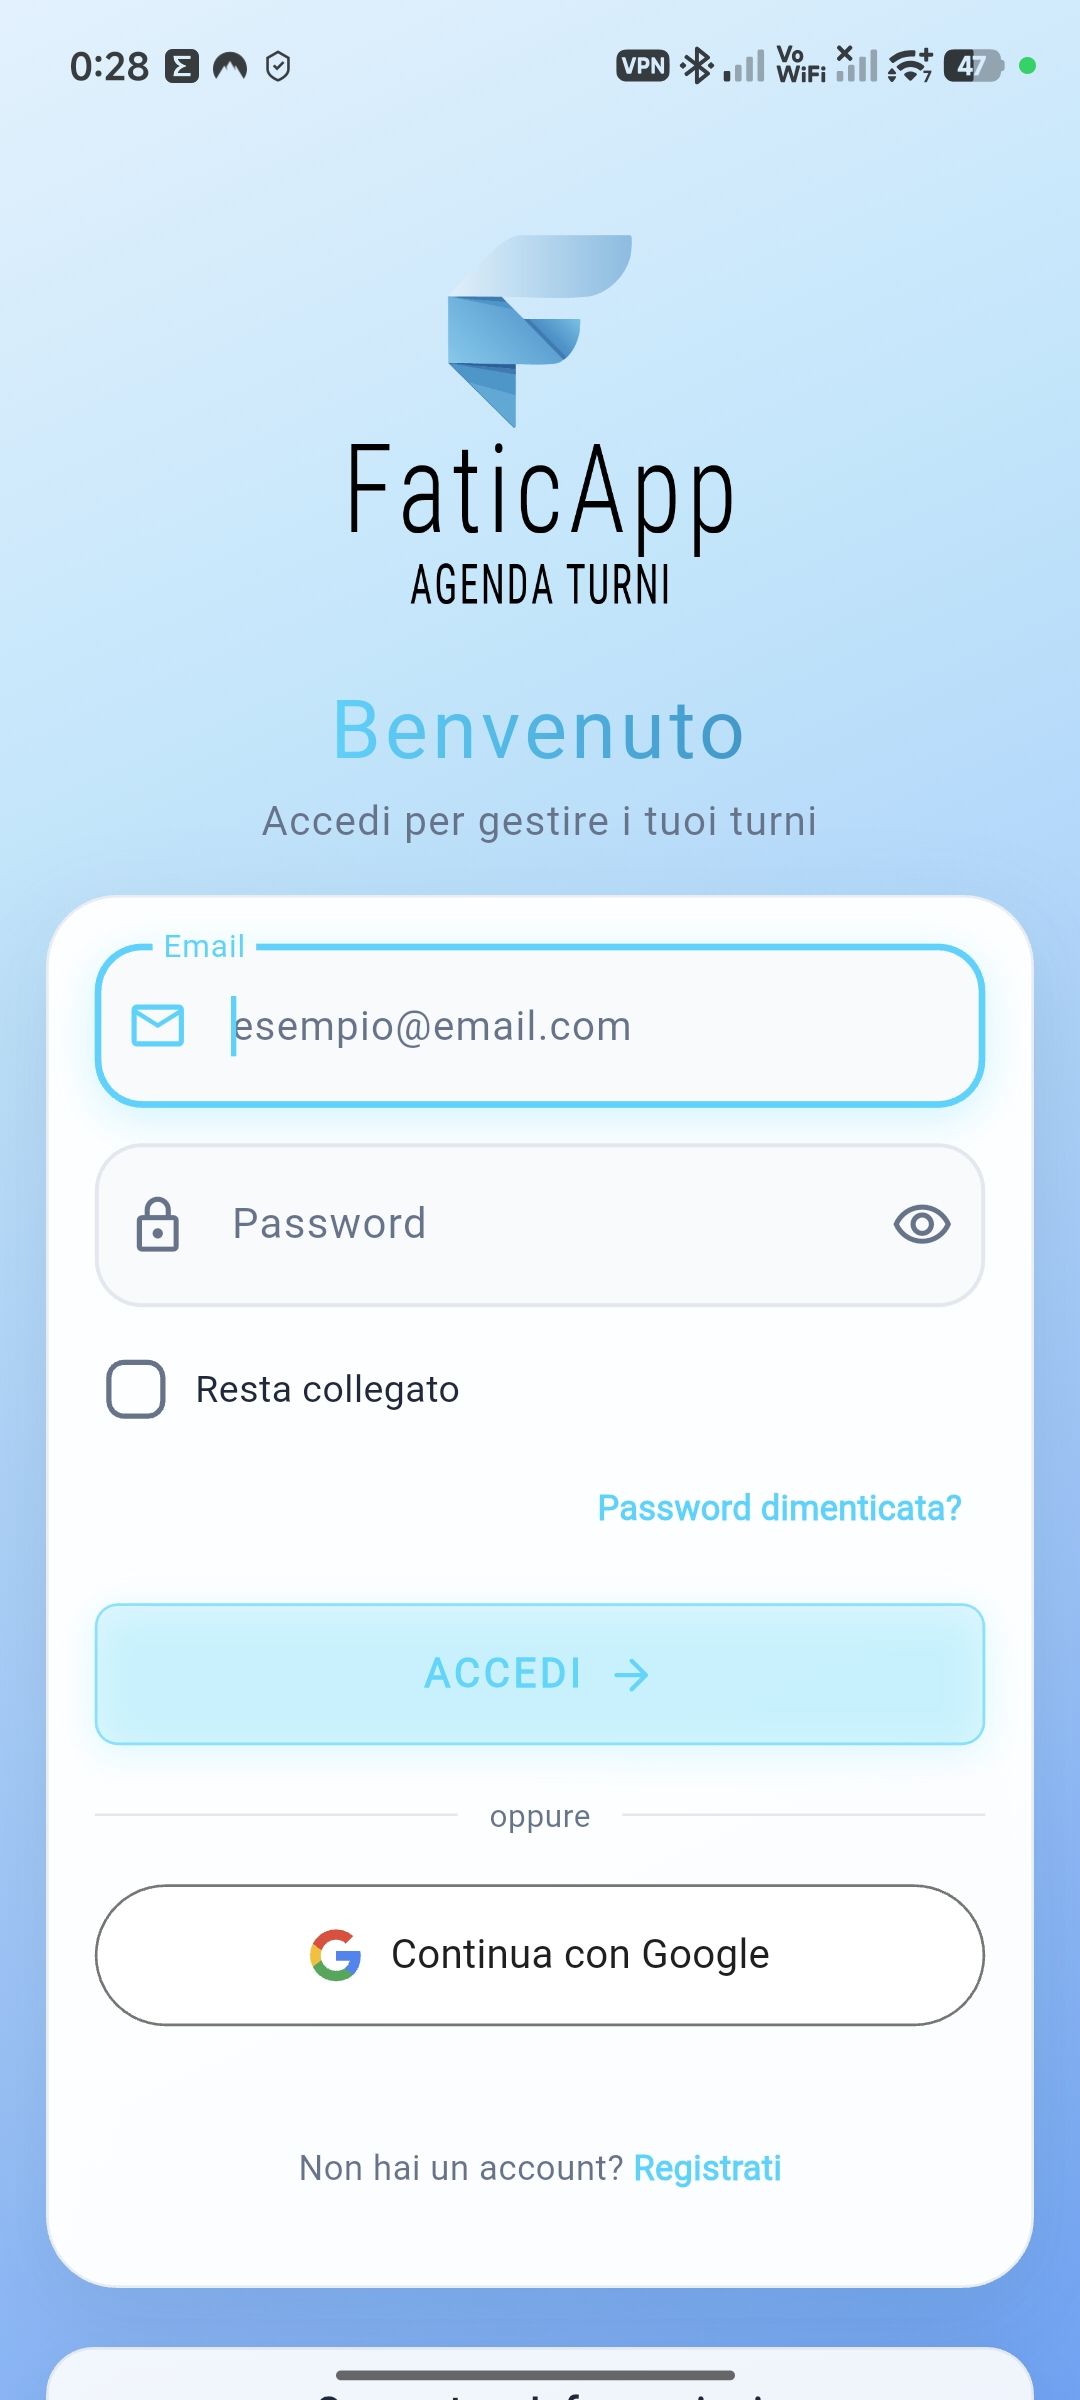 0:28 VPN Vo WiFi 7 47
FaticApp
AGENDA TURNI
Benvenuto
Accedi per gestire i tuoi turni
Email
esempio@email.com
Password
Resta collegato
Password dimenticata?
ACCEDI →
oppure
Continua con Google
Non hai un account? Registrati